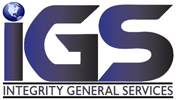 iGS
INTEGRITY GENERAL SERVICES